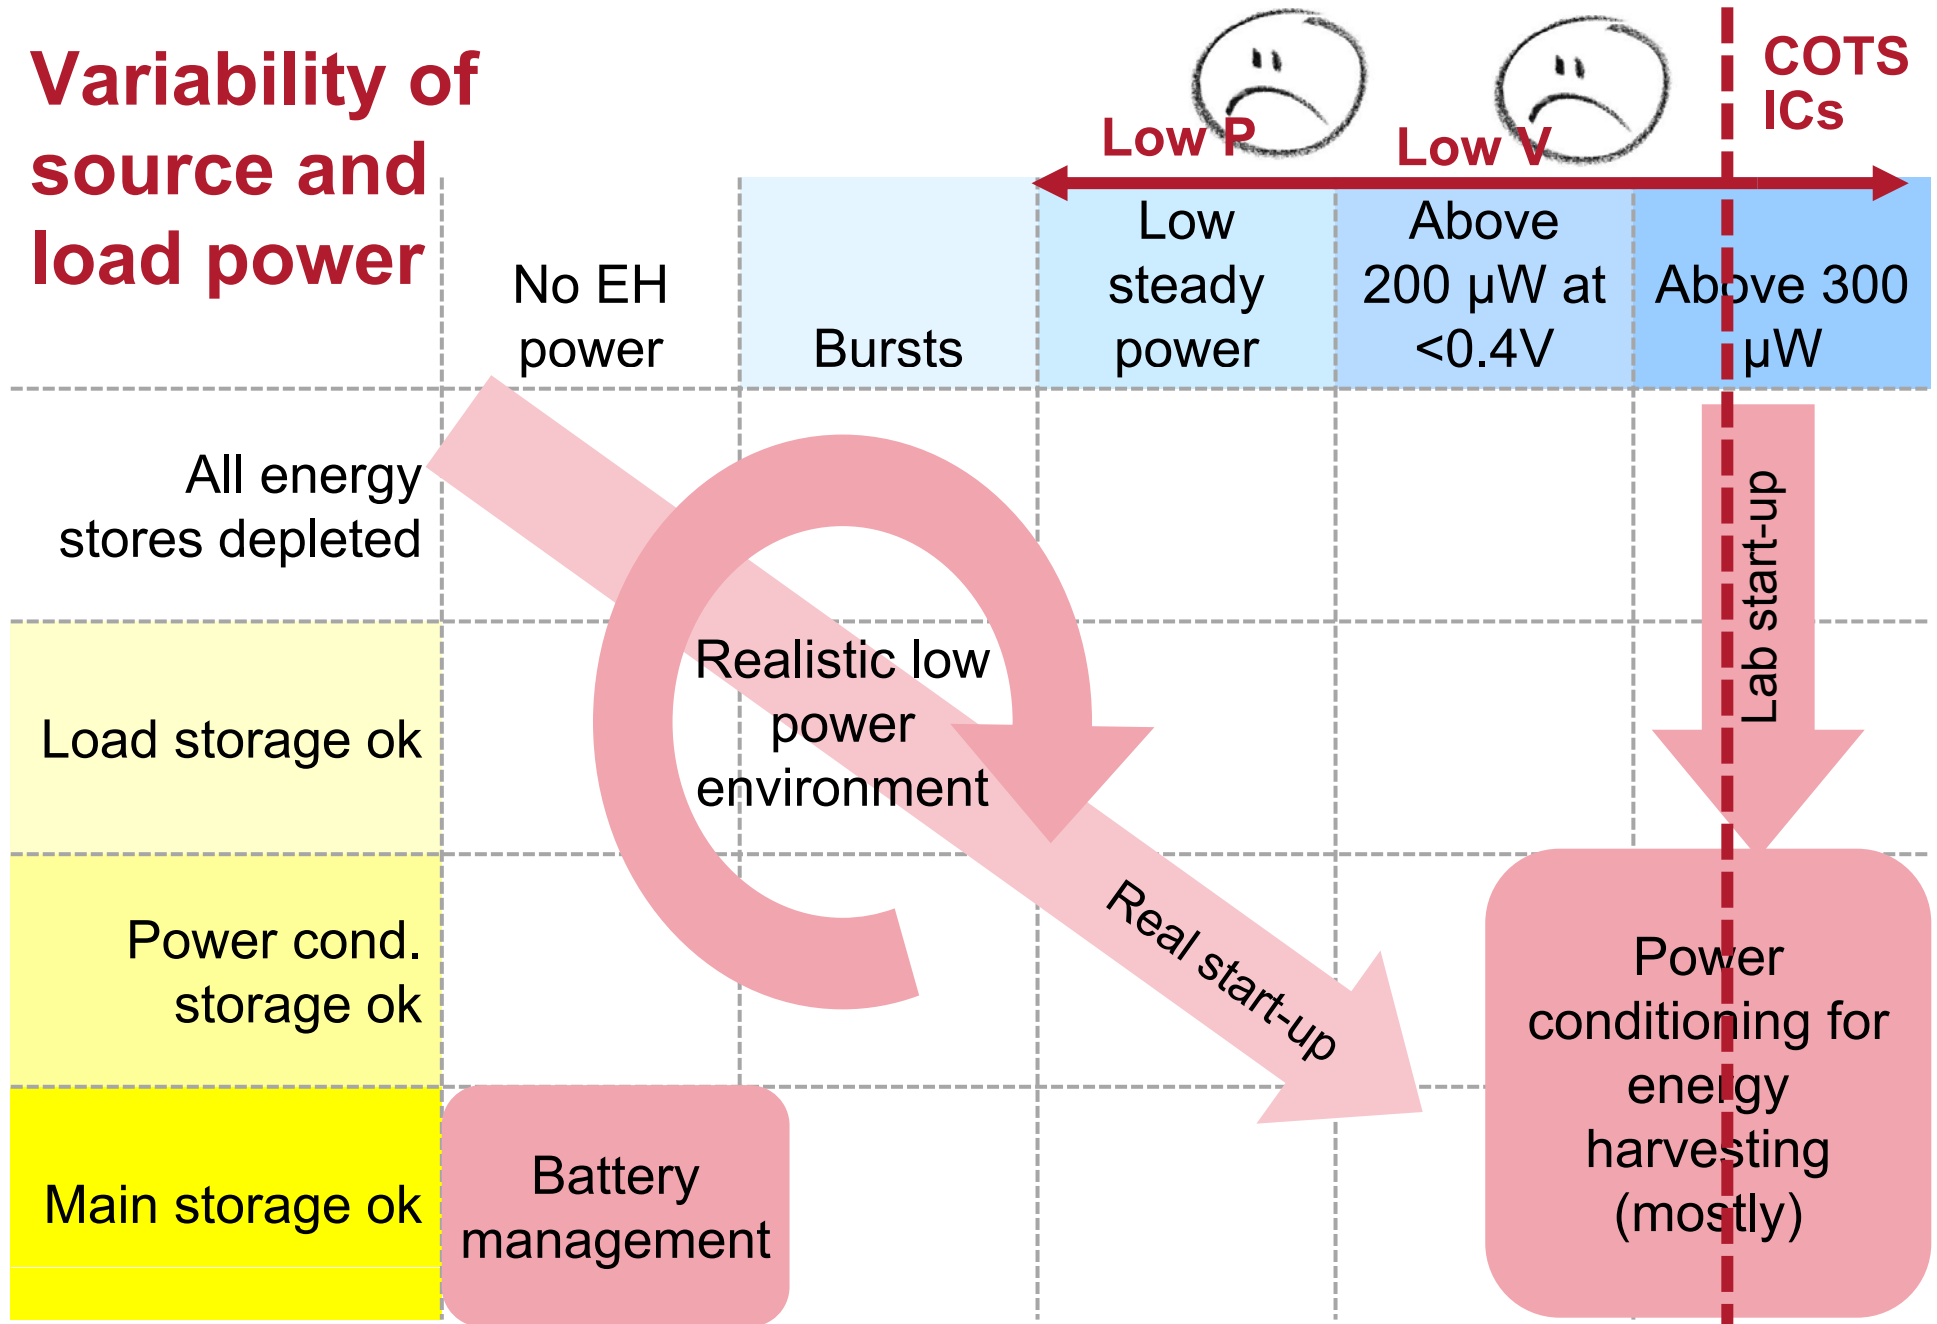 Variability of
source and
load power
Low P
Low V
COTS
ICs
No EH
power
Bursts
Low
steady
power
Above
200 µW at
<0.4V
Above 300
µW
All energy
stores depleted
Load storage ok
Power cond.
storage ok
Main storage ok
Realistic low
power
environment
Real start-up
Lab start-up
Battery
management
Power
conditioning for
energy
harvesting
(mostly)